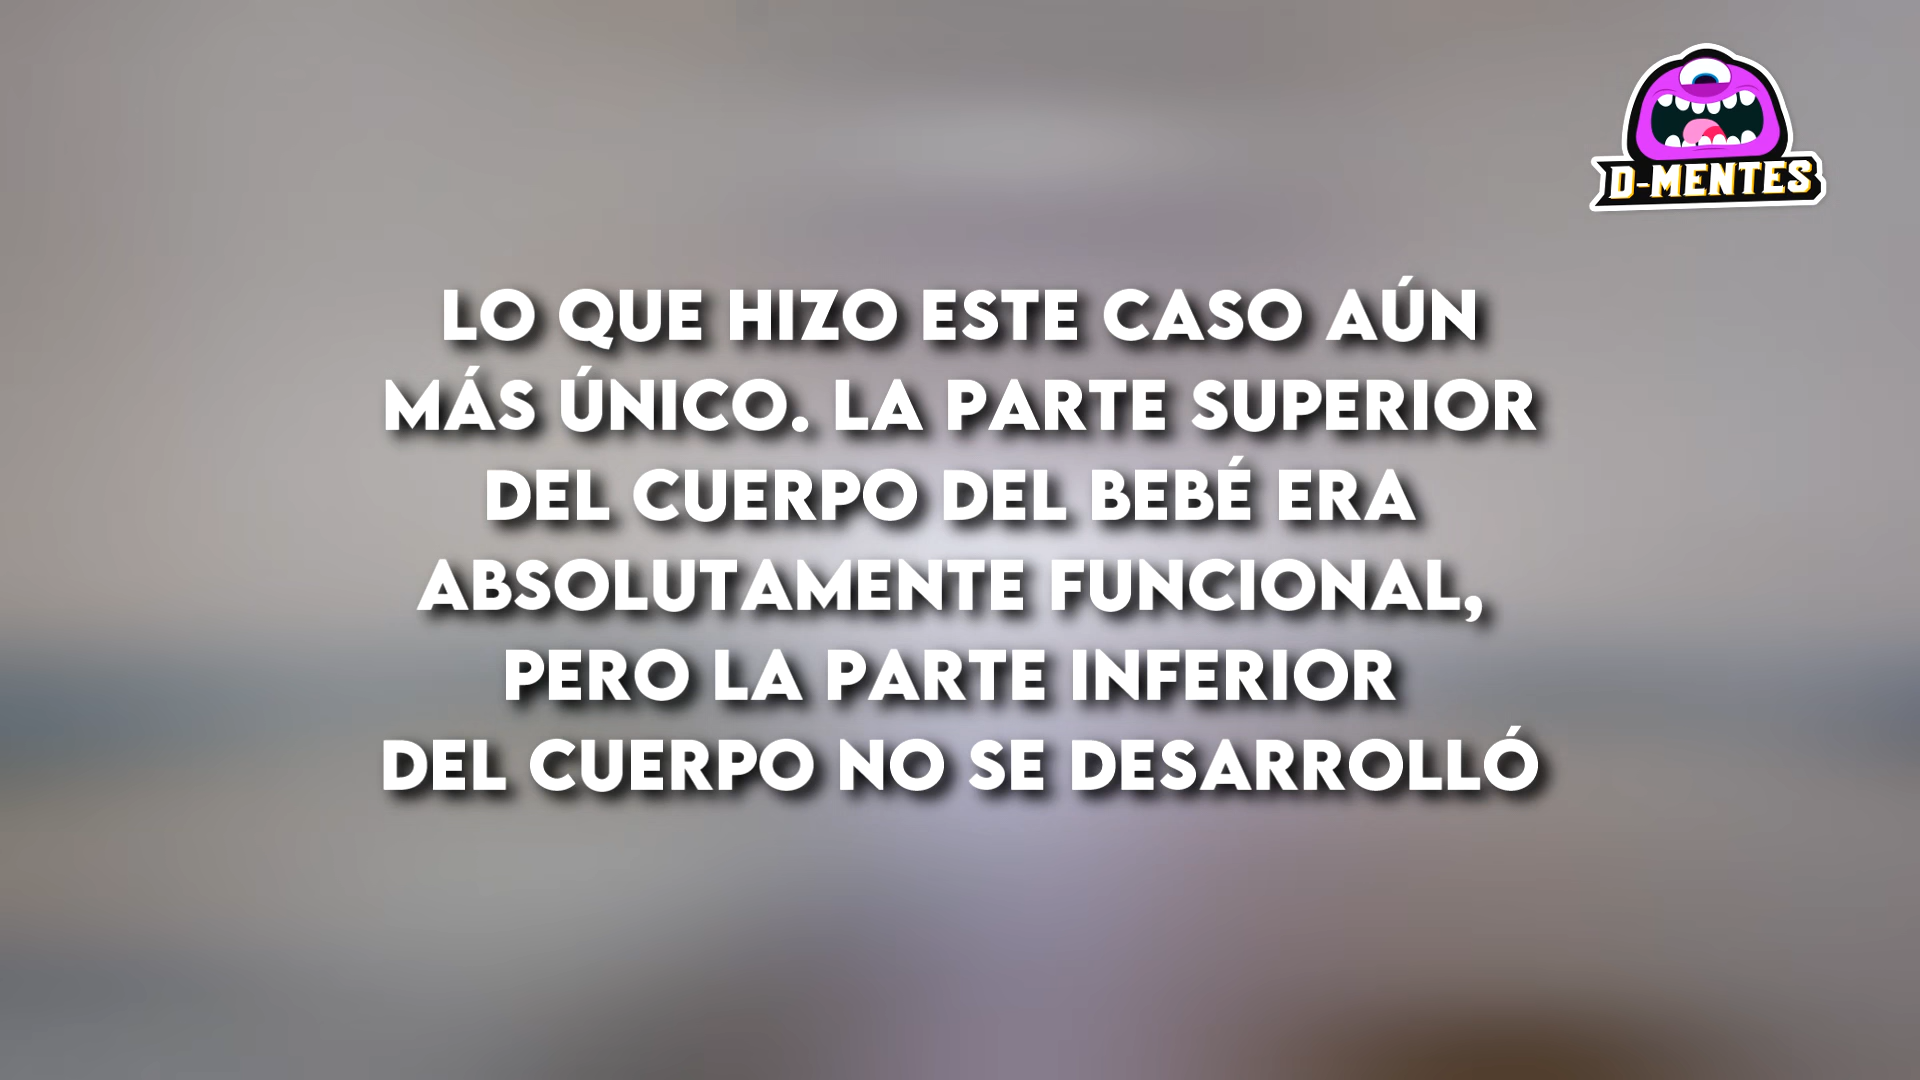 D-MENTES
LO QUE HIZO ESTE CASO AÚN
MÁS ÚNICO. LA PARTE SUPERIOR
DEL CUERPO DEL BEBÉ ERA
ABSOLUTAMENTE FUNCIONAL,
PERO LA PARTE INFERIOR
DEL CUERPO NO SE DESARROLLÓ